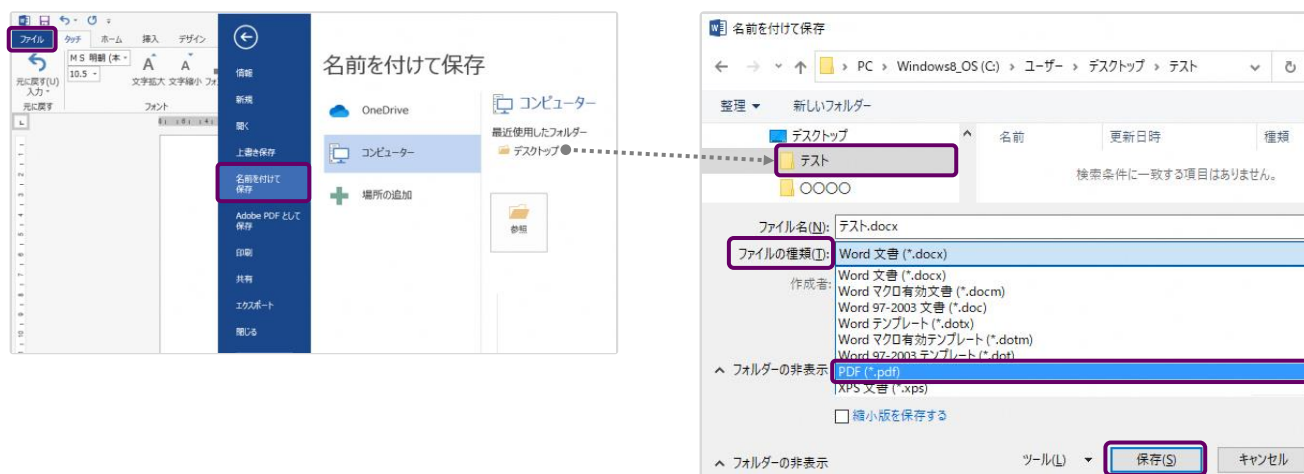 ファイル
タッチ
ホーム
挿入
デザイン
元に戻す(U)
入力
元に戻す
MS 明朝 (本
10.5
A
A
文字拡大 文字縮小
フォント
情報
新規
開く
上書き保存
名前を付けて
保存
Adobe PDF として
保存
印刷
共有
エクスポート
閉じる
名前を付けて保存
OneDrive
コンピューター
場所の追加
コンピューター
最近使用したフォルダー
デスクトップ
参照
名前を付けて保存
PC › Windows8_OS (C:) › ユーザー › デスクトップ › テスト
整理 新しいフォルダー
デスクトップ
テスト
〇〇〇〇
名前 更新日時 種類
検索条件に一致する項目はありません。
ファイル名(N): テスト.docx
ファイルの種類(T): Word 文書 (*.docx)
作成者:
Word 文書 (*.docx)
Word マクロ有効文書 (*.docm)
Word 97-2003 文書 (*.doc)
Word テンプレート (*.dotx)
Word マクロ有効テンプレート (*.dotm)
Word 97-2003 テンプレート (*.dot)
フォルダーの非表示
PDF (*.pdf)
XPS 文書 (*.xps)
縮小版を保存する
フォルダーの非表示
ツール(L)
保存(S)
キャンセル